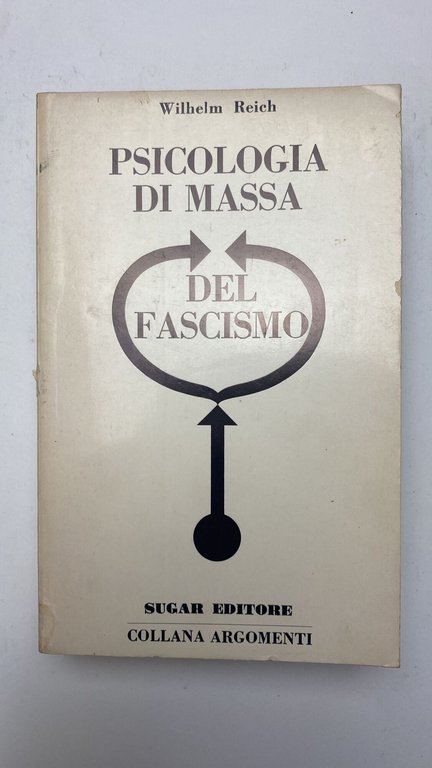 Wilhelm Reich
PSICOLOGIA
DI MASSA
DEL
FASCISMO
SUGAR EDITORE
COLLANA ARGOMENTI